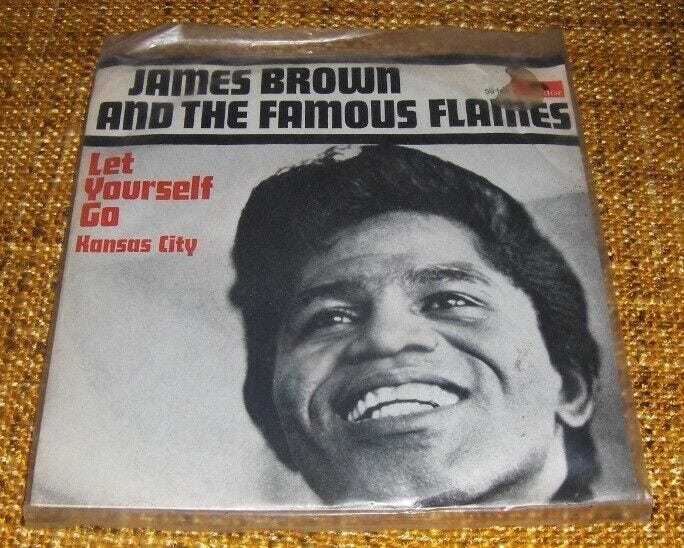 JAMES BROWN
AND THE FAMOUS FLAMES
Let
Yourself
Go
Kansas City